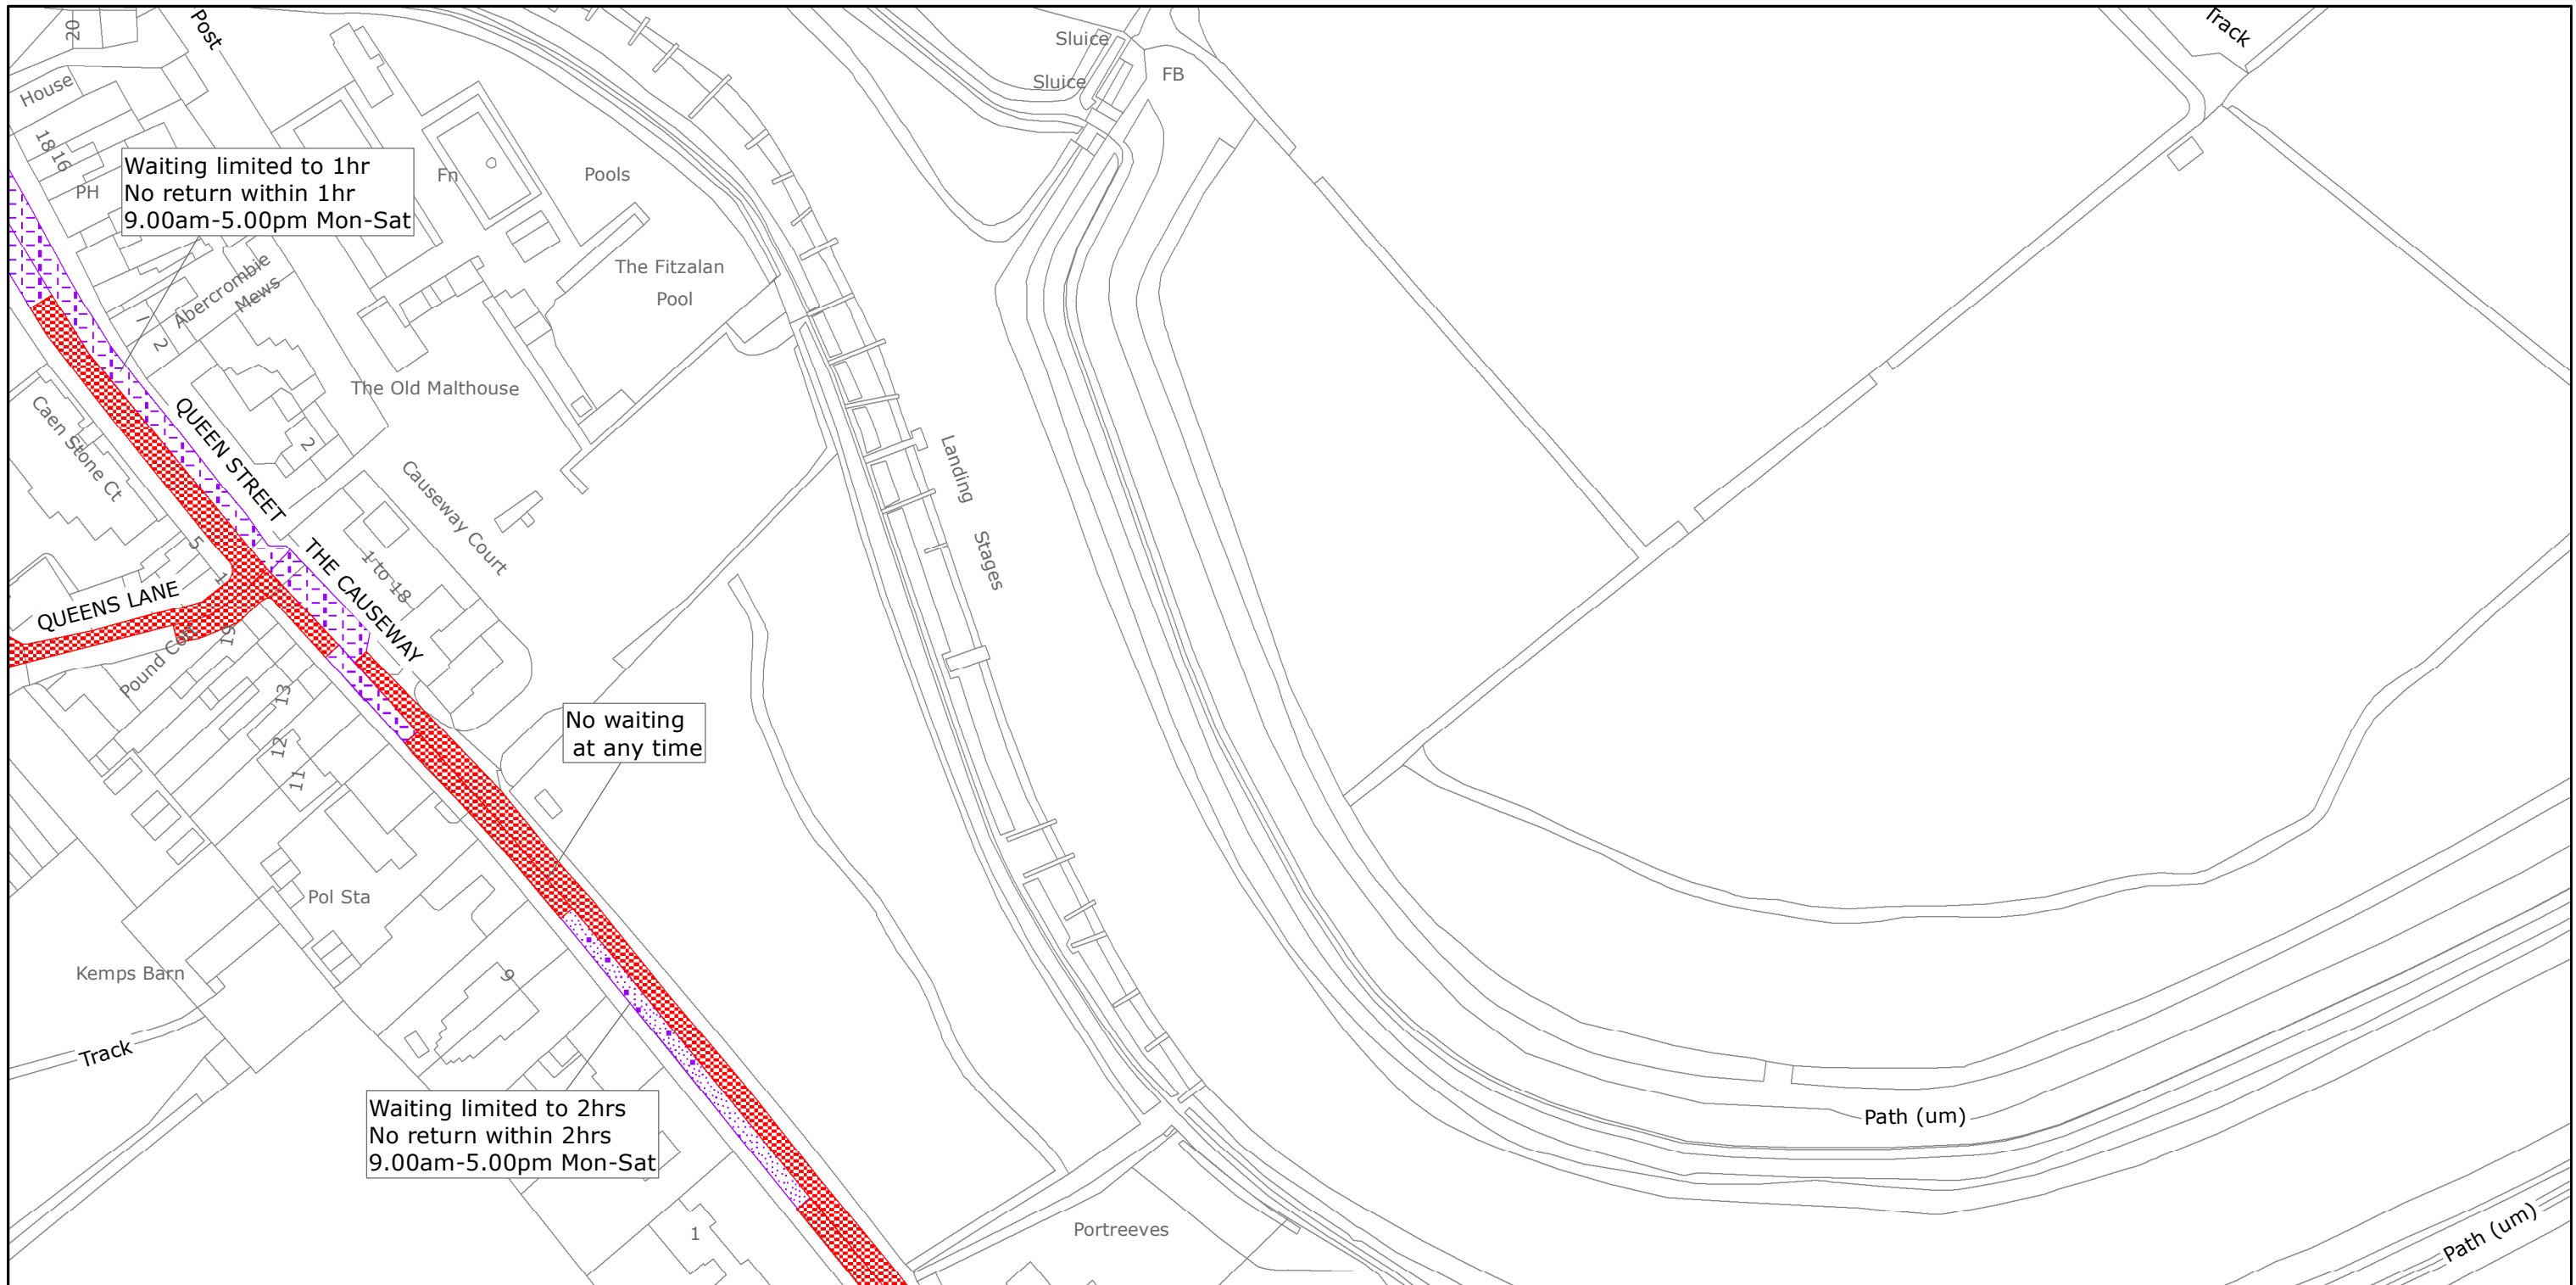 20
Post
Track
Sluice
Sluice
FB
House
18
16
PH
Waiting limited to 1hr
No return within 1hr
9.00am-5.00pm Mon-Sat
Fn
Pools
The Fitzalan
Pool
Abercrombie
Mews
1
2
The Old Malthouse
2
Caen Stone Ct
QUEEN STREET
Causeway Court
Landing
Stages
5
1
THE CAUSEWAY
1 to 18
QUEENS LANE
19
Pound
13
12
11
No waiting
at any time
Pol Sta
Kemps Barn
9
Track
Waiting limited to 2hrs
No return within 2hrs
9.00am-5.00pm Mon-Sat
1
Portreeves
Path (um)
Path (um)